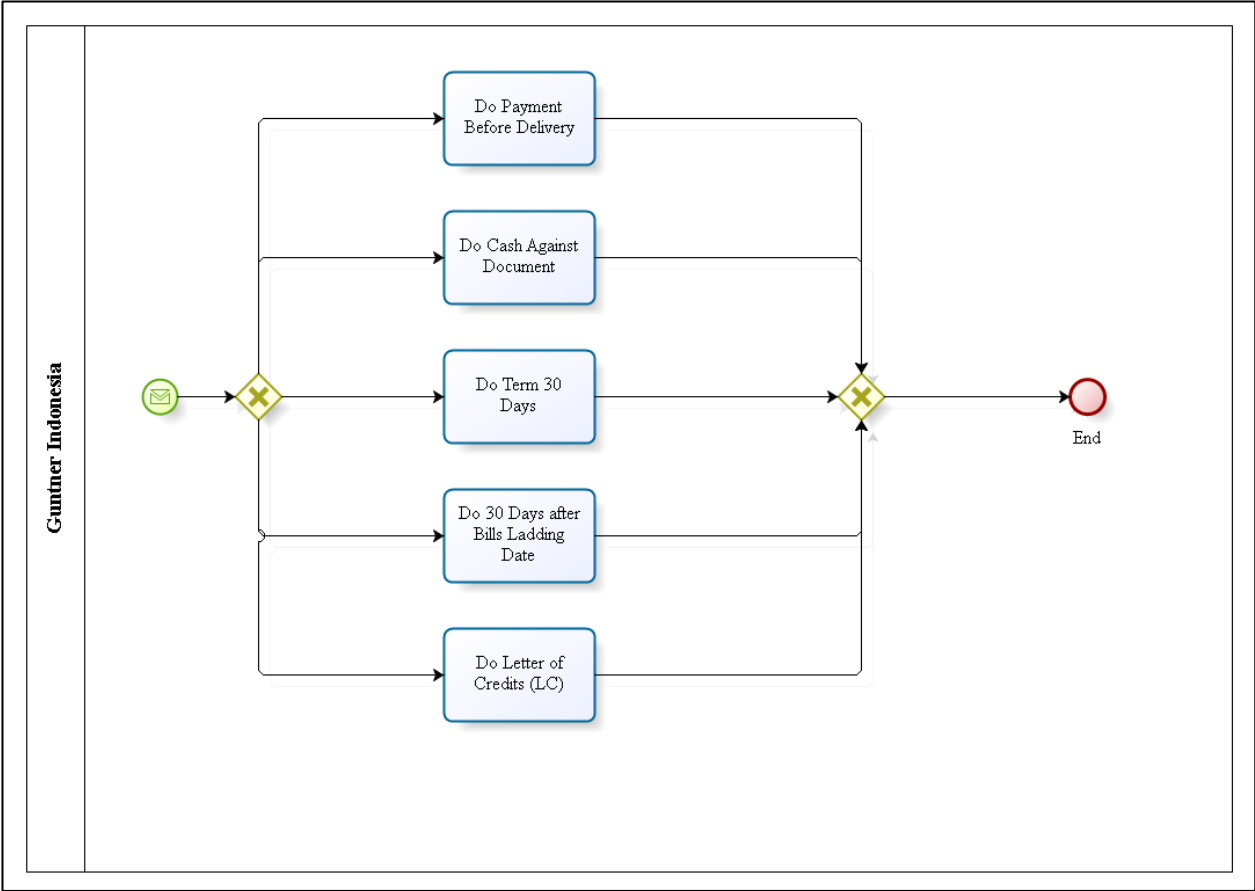 Guntner Indonesia
Do Payment
Before Delivery
Do Cash Against
Document
Do Term 30
Days
Do 30 Days after
Bills Ladding
Date
Do Letter of
Credits (LC)
End